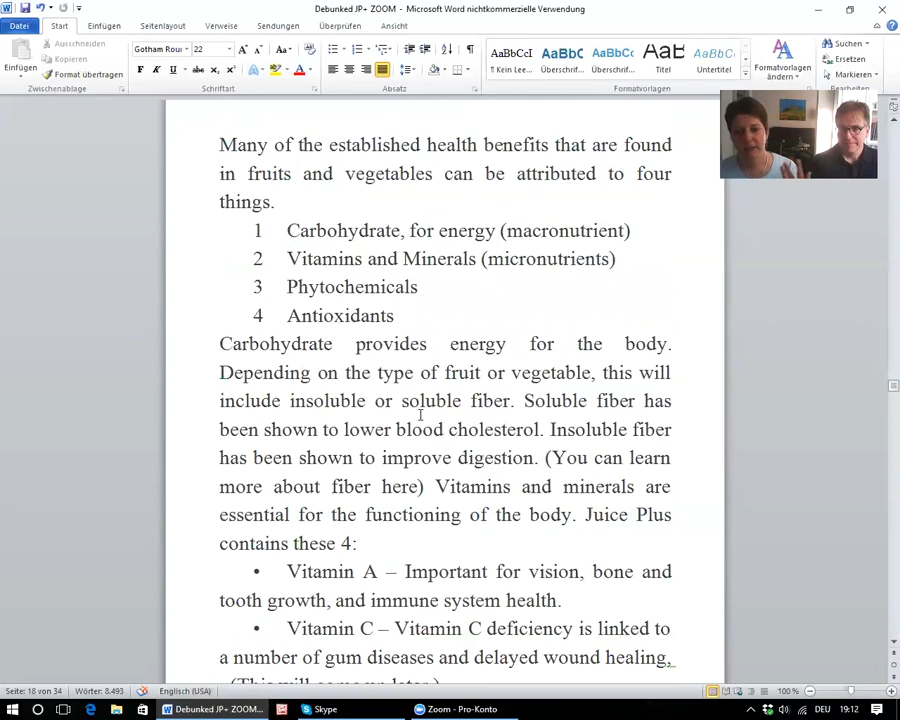 Debunked JP+ ZOOM - Microsoft Word nichtkommerzielle Verwendung
Datei Start Einfügen Seitenlayout Verweise Sendungen Überprüfen Ansicht
Ausschneiden
Kopieren
Format übertragen
Einfügen
Zwischenablage
Gotham Roun 22
Schriftart
Absatz
AaBbCcI AaBbC AaBbCc AaB AaBbCc
¶ Kein Lee... Überschrif... Überschrif... Titel Untertitel
Formatvorlagen
Formatvorlagen
ändern
Suchen
Ersetzen
Markieren
Bearbeiten
Many of the established health benefits that are found
in fruits and vegetables can be attributed to four
things.
1 Carbohydrate, for energy (macronutrient)
2 Vitamins and Minerals (micronutrients)
3 Phytochemicals
4 Antioxidants
Carbohydrate provides energy for the body.
Depending on the type of fruit or vegetable, this will
include insoluble or soluble fiber. Soluble fiber has
been shown to lower blood cholesterol. Insoluble fiber
has been shown to improve digestion. (You can learn
more about fiber here) Vitamins and minerals are
essential for the functioning of the body. Juice Plus
contains these 4:
• Vitamin A – Important for vision, bone and
tooth growth, and immune system health.
• Vitamin C – Vitamin C deficiency is linked to
a number of gum diseases and delayed wound healing,
(This will come up later.)
Seite: 18 von 34 Wörter: 8.493 Englisch (USA) 100 %
Debunked JP+ ZOOM... Skype Zoom - Pro-Konto DEU 19:12